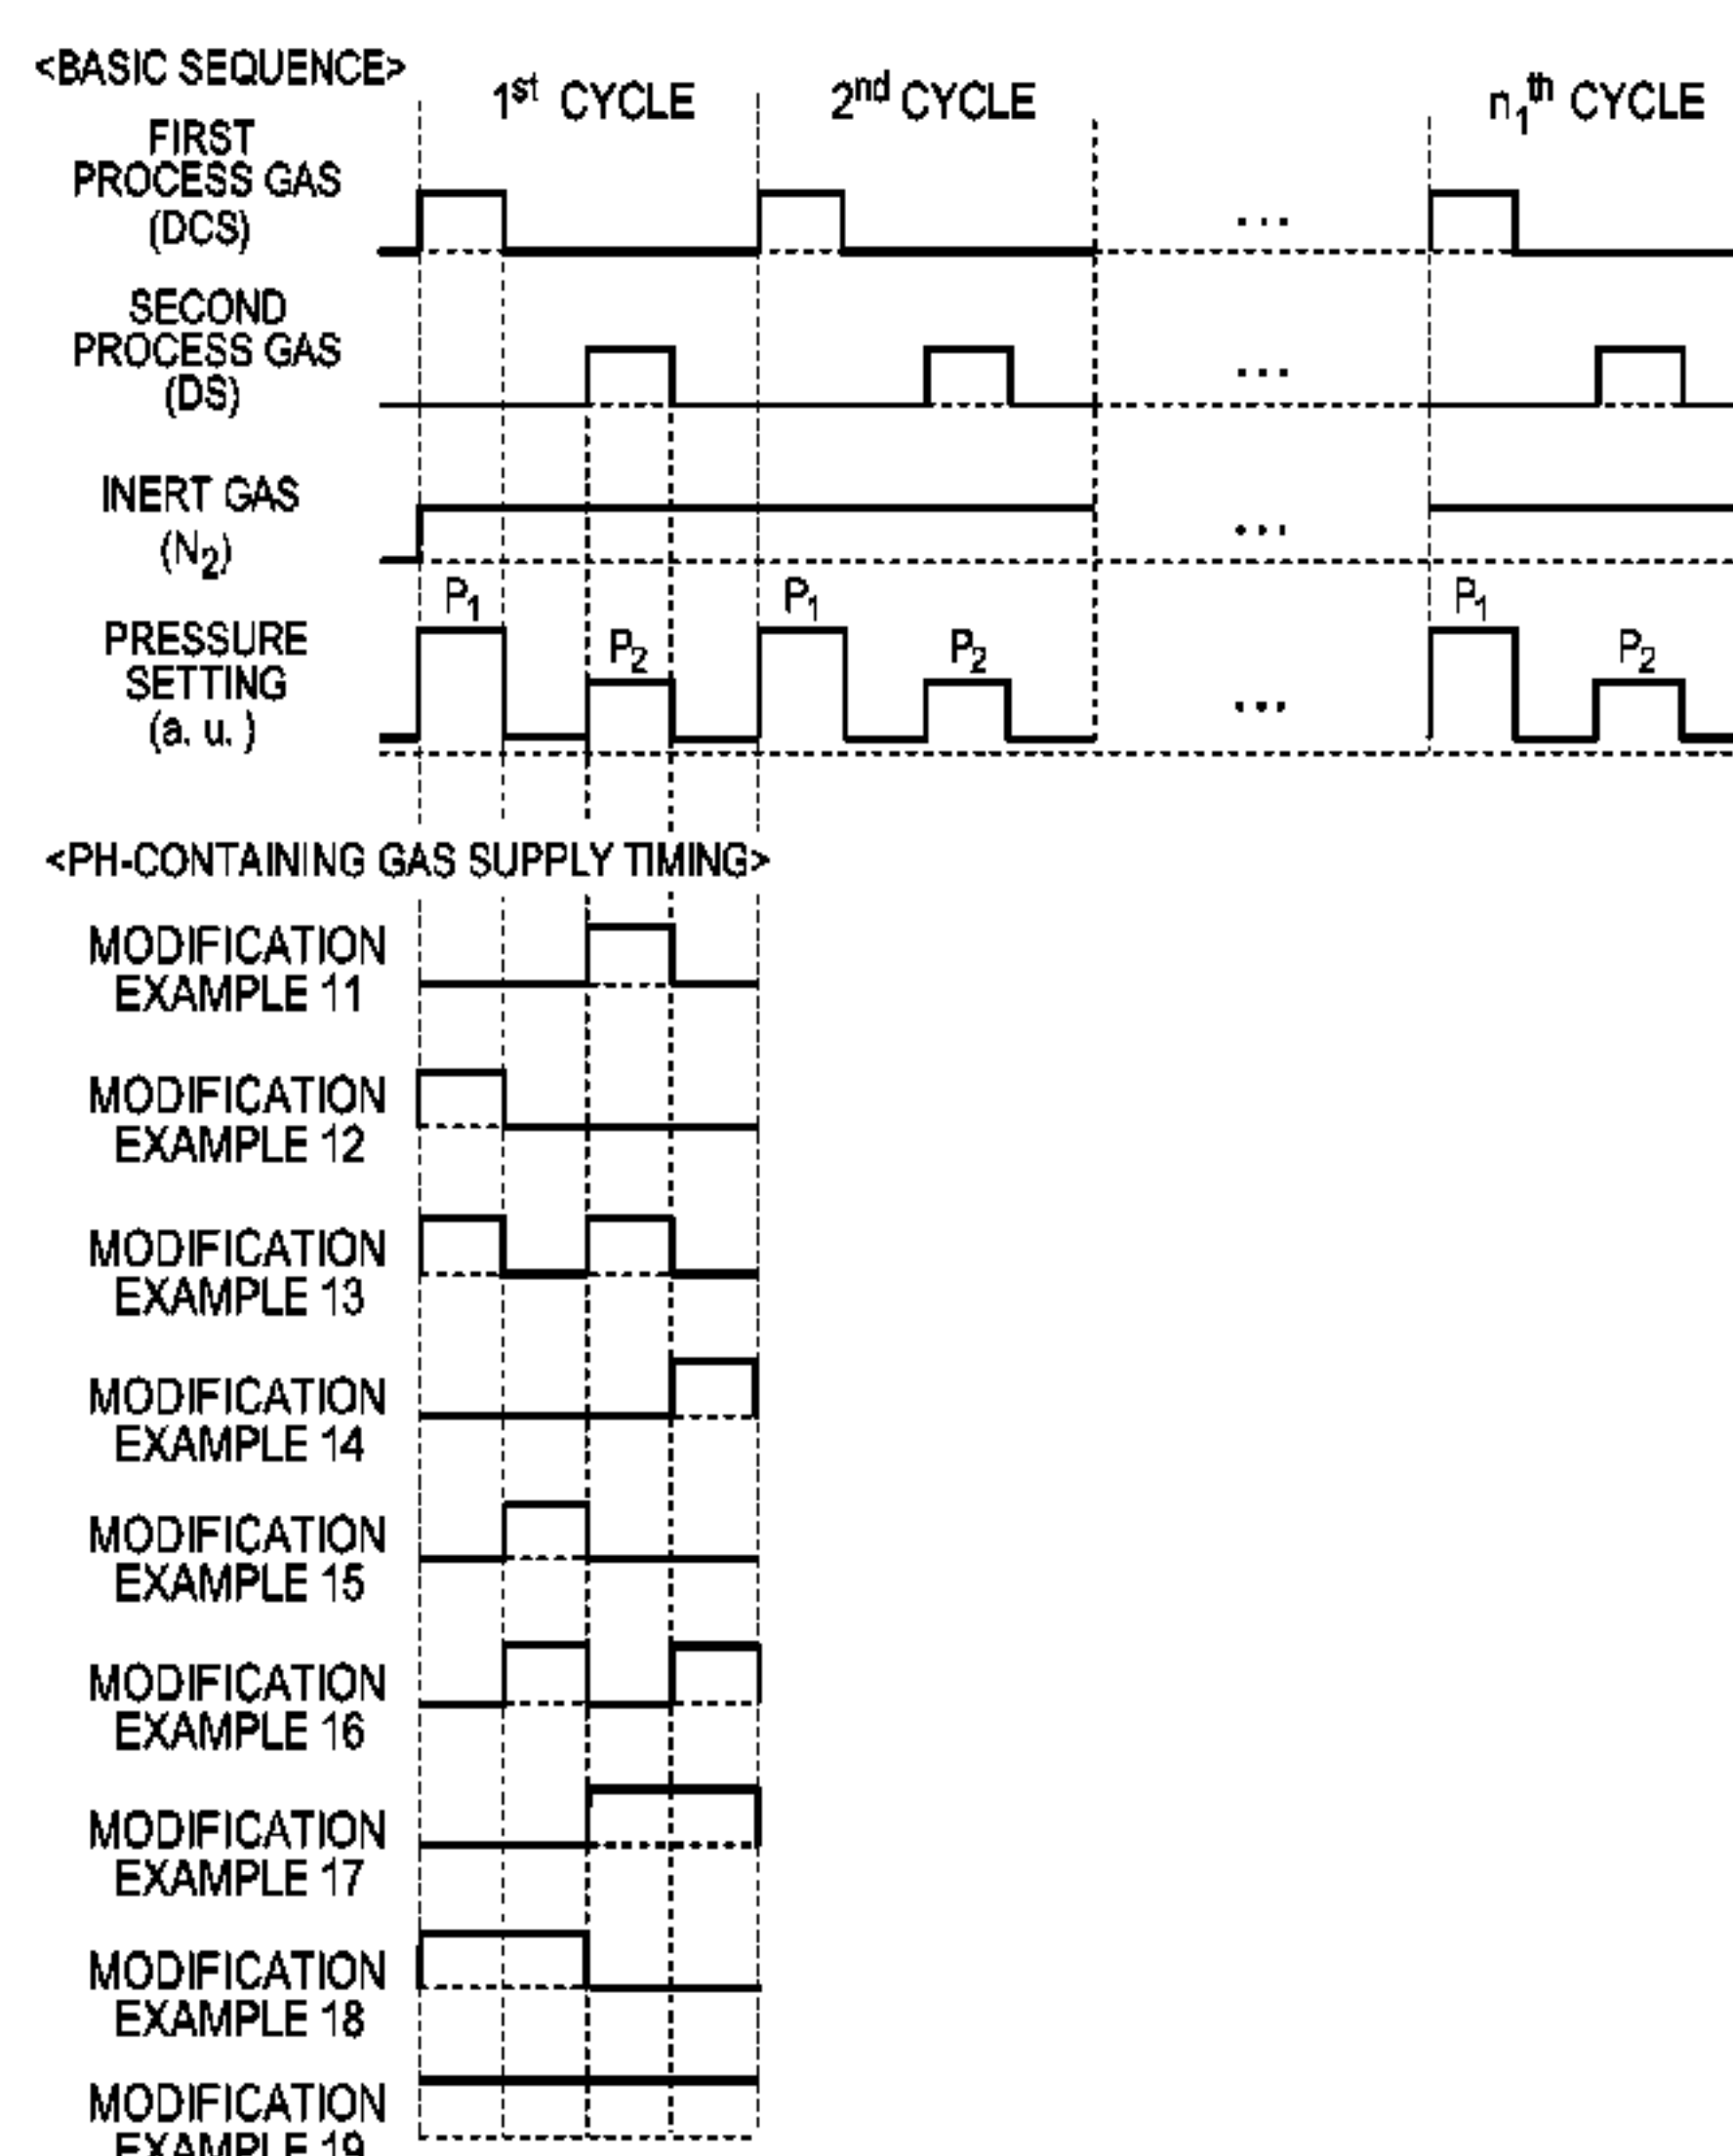 <BASIC SEQUENCE>
1st CYCLE
2nd CYCLE
n1th CYCLE
FIRST
PROCESS GAS
(DCS)
...
SECOND
PROCESS GAS
(DS)
...
INERT GAS
(N2)
...
P1
P2
P1
P2
P1
P2
PRESSURE
SETTING
(a. u. )
...
<PH-CONTAINING GAS SUPPLY TIMING>
MODIFICATION
EXAMPLE 11
MODIFICATION
EXAMPLE 12
MODIFICATION
EXAMPLE 13
MODIFICATION
EXAMPLE 14
MODIFICATION
EXAMPLE 15
MODIFICATION
EXAMPLE 16
MODIFICATION
EXAMPLE 17
MODIFICATION
EXAMPLE 18
MODIFICATION
EXAMPLE 19